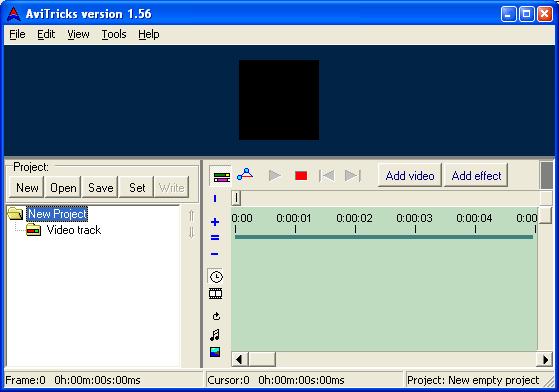 AviTricks version 1.56
File Edit View Tools Help
Project:
New Open Save Set Write
Add video Add effect
New Project
Video track
0:00 0:00:01 0:00:02 0:00:03 0:00:04 0:00
Frame:0 0h:00m:00s:00ms
Cursor:0 0h:00m:00s:00ms
Project: New empty project